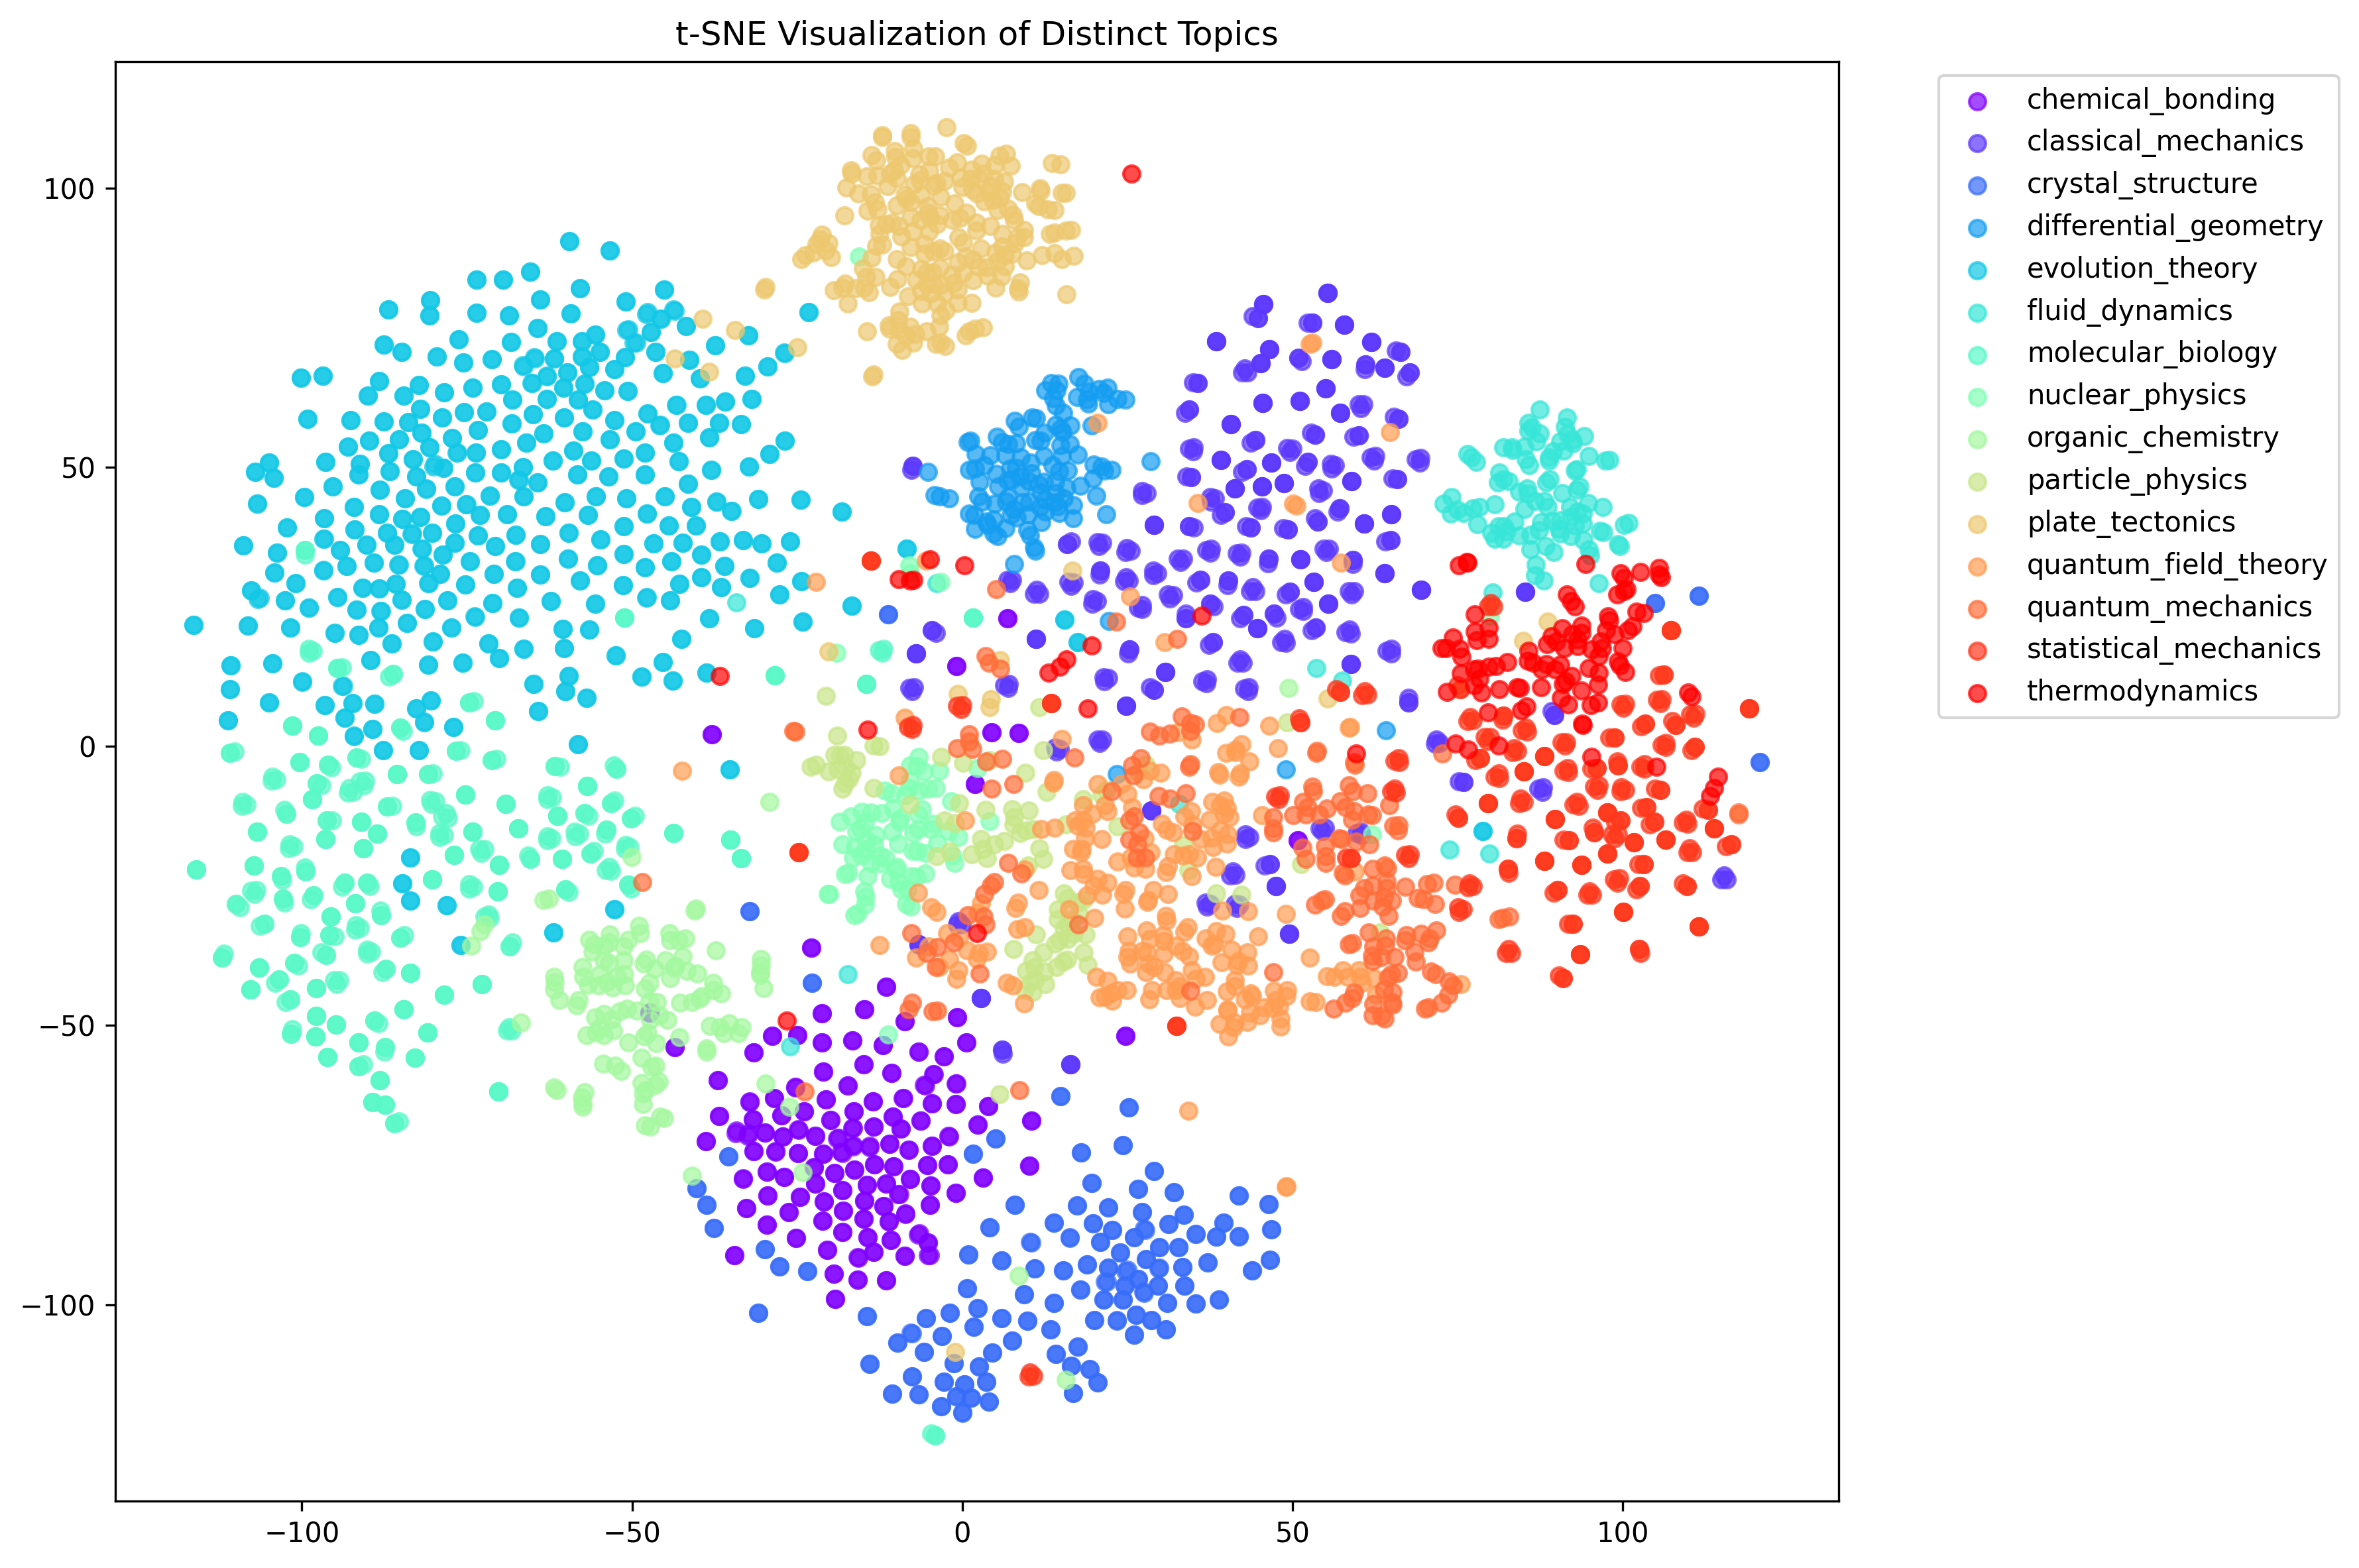 t-SNE Visualization of Distinct Topics
chemical_bonding
classical_mechanics
crystal_structure
differential_geometry
evolution_theory
fluid_dynamics
molecular_biology
nuclear_physics
organic_chemistry
particle_physics
plate_tectonics
quantum_field_theory
quantum_mechanics
statistical_mechanics
thermodynamics
100
50
0
−50
−100
−100
−50
0
50
100